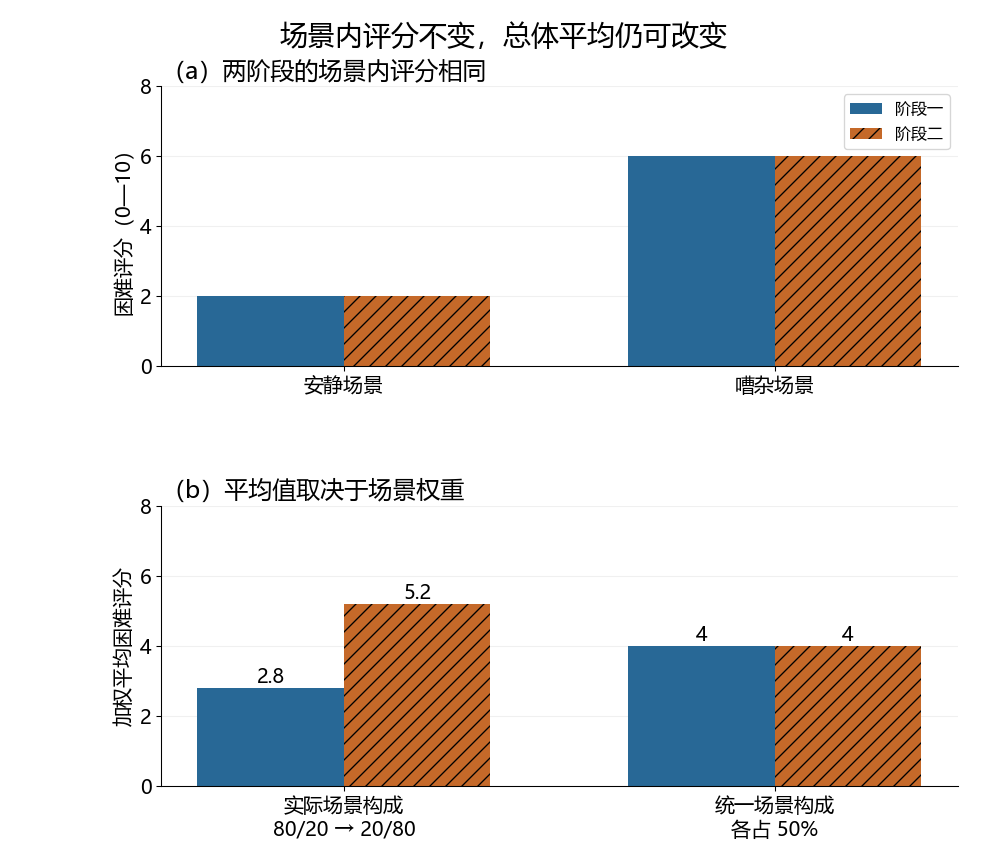 场景内评分不变，总体平均仍可改变
（a）两阶段的场景内评分相同
8
6
4
2
0
困难评分（0—10）
阶段一
阶段二
安静场景
嘈杂场景
（b）平均值取决于场景权重
8
6
4
2
0
加权平均困难评分
2.8
5.2
4
4
实际场景构成
80/20 → 20/80
统一场景构成
各占 50%